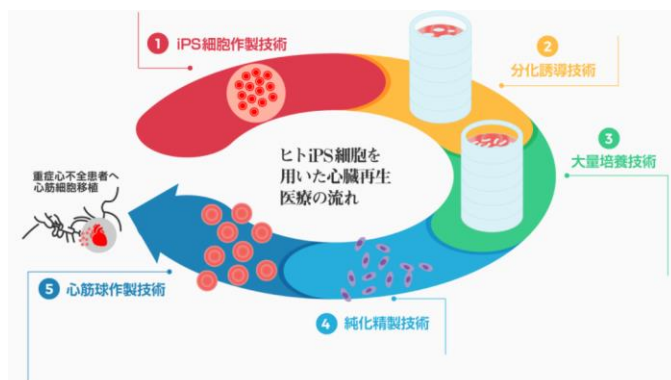 1 iPS細胞作製技術
2
分化誘導技術
3
大量培養技術
ヒトiPS細胞を
用いた心臓再生
医療の流れ
重症心不全患者へ
心筋細胞移植
5 心筋球作製技術
4 純化精製技術